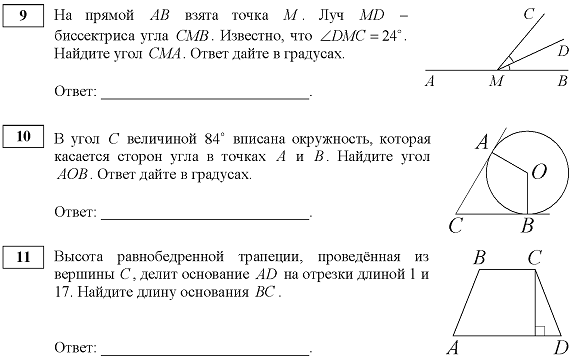 9
На прямой AB взята точка M. Луч MD –
биссектриса угла CMB. Известно, что ∠DMC = 24°.
Найдите угол CMA. Ответ дайте в градусах.
C
D
A M B
Ответ: ______________________.
10
В угол C величиной 84° вписана окружность, которая
касается сторон угла в точках A и B. Найдите угол
AOB. Ответ дайте в градусах.
A
O
C B
Ответ: ______________________.
11
Высота равнобедренной трапеции, проведённая из
вершины C, делит основание AD на отрезки длиной 1 и
17. Найдите длину основания BC.
B C
A D
Ответ: ______________________.